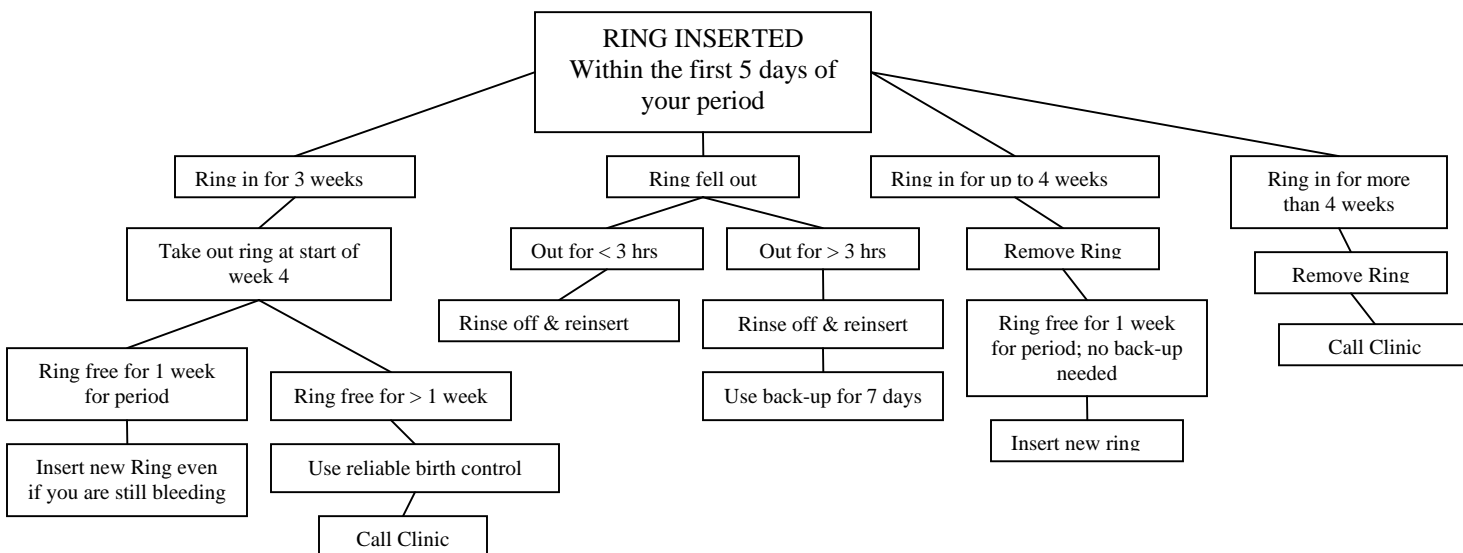 RING INSERTED
Within the first 5 days of
your period
Ring in for 3 weeks
Ring fell out
Ring in for up to 4 weeks
Ring in for more
than 4 weeks
Take out ring at start of
week 4
Out for < 3 hrs
Out for > 3 hrs
Remove Ring
Remove Ring
Rinse off & reinsert
Rinse off & reinsert
Ring free for 1 week
for period; no back-up
needed
Call Clinic
Ring free for 1 week
for period
Ring free for > 1 week
Use back-up for 7 days
Insert new ring
Insert new Ring even
if you are still bleeding
Use reliable birth control
Call Clinic